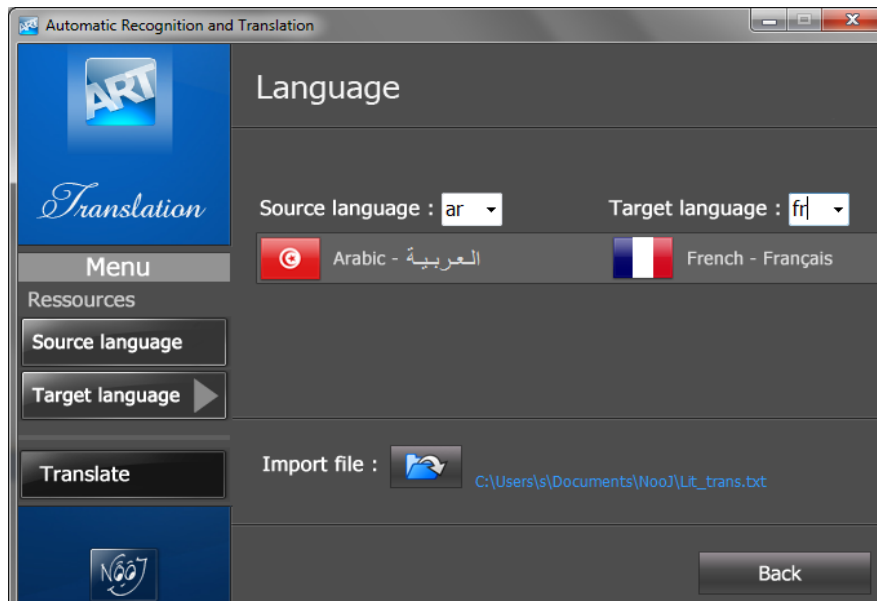 Automatic Recognition and Translation
ART
Translation
Menu
Ressources
Source language
Target language
Translate
NooJ
Language
Source language : ar
Target language : fr
Arabic - العربية
French - Français
Import file :
C:\Users\s\Documents\NooJ\Lit_trans.txt
Back